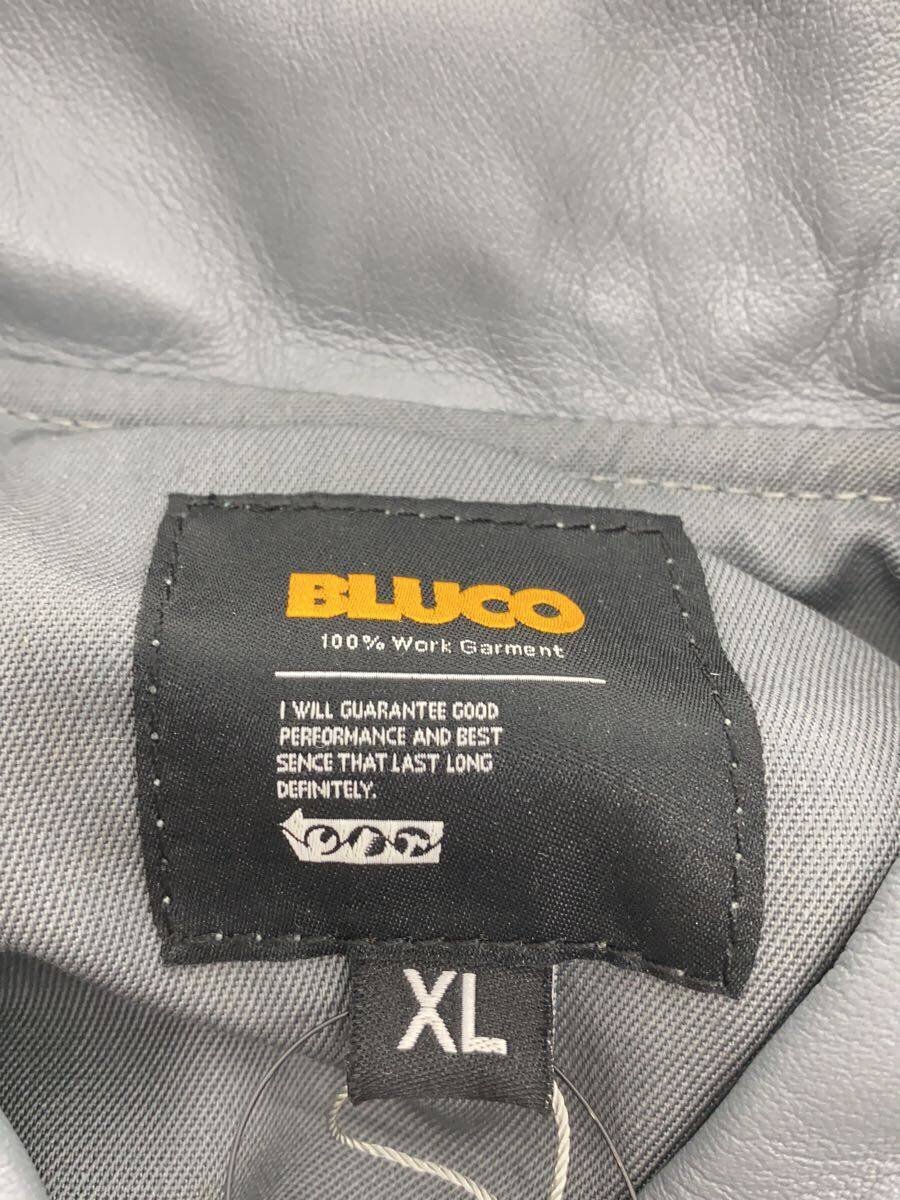 BLUCO
100% Work Garment
I WILL GUARANTEE GOOD
PERFORMANCE AND BEST
SENCE THAT LAST LONG
DEFINITELY.
XL